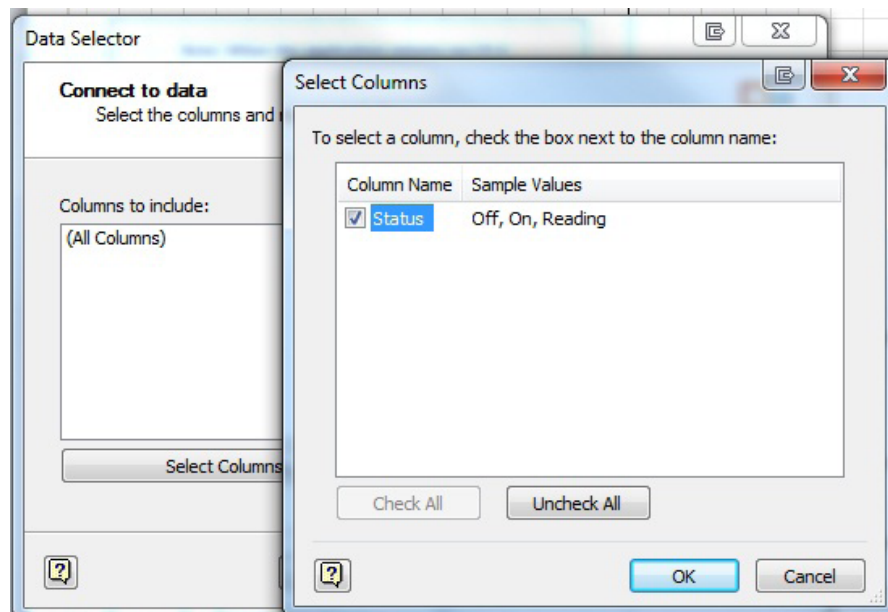 Data Selector
Connect to data
Select the columns and
Columns to include:
(All Columns)
Select Columns
Select Columns
To select a column, check the box next to the column name:
Column Name Sample Values
Status Off, On, Reading
Check All Uncheck All
OK Cancel